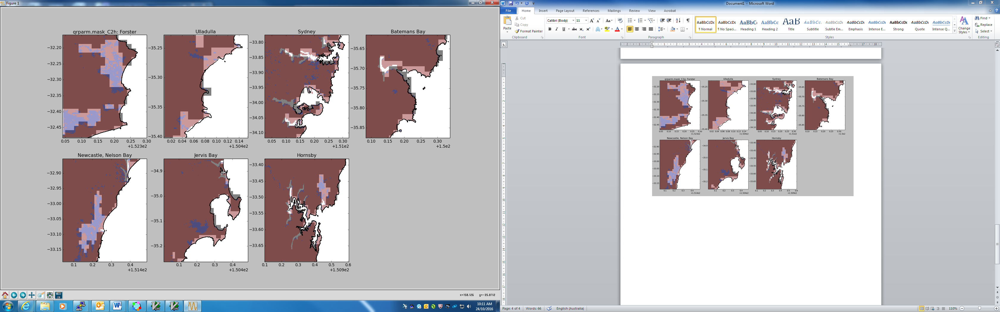 Figure 1
qrparm.mask_C2h: Forster
Ulladulla
Sydney
Batemans Bay
−32.20
−32.25
−32.30
−32.35
−32.40
−32.45
0.05 0.10 0.15 0.20 0.25 0.30
+1.523e2
−35.25
−35.30
−35.35
−35.40
0.02 0.04 0.06 0.08 0.10 0.12 0.14
+1.504e2
−33.80
−33.85
−33.90
−33.95
−34.00
−34.05
−34.10
0.05 0.10 0.15 0.20 0.25 0.30
+1.51e2
−35.65
−35.70
−35.75
−35.80
−35.85
0.10 0.15 0.20 0.25 0.30
+1.5e2
Newcastle, Nelson Bay
Jervis Bay
Hornsby
−32.90
−32.95
−33.00
−33.05
−33.10
−33.15
0.1 0.2 0.3 0.4
+1.514e2
−34.9
−35.0
−35.1
−35.2
0.1 0.2 0.3 0.4
+1.504e2
−33.40
−33.45
−33.50
−33.55
−33.60
−33.65
0.1 0.2 0.3 0.4 0.5 0.6
+1.509e2
x=150.126 y=-35.8112
10:11 AM
24/10/2016
Document1 - Microsoft Word
File Home Insert Page Layout References Mailings Review View Acrobat
Paste
Cut
Copy
Format Painter
Clipboard
Calibri (Body) 11
Font
Paragraph
AaBbCcDc AaBbCcDc AaBbC AaBbCc AaB AaBbCc. AaBbCcDc AaBbCcDc AaBbCcDc AaBbCcDc AaBbCcDc AaBbCcDc
¶ Normal ¶ No Spaci... Heading 1 Heading 2 Title Subtitle Subtle Em... Emphasis Intense E... Strong Quote Intense Q...
Styles
Change Styles
Find
Replace
Select
Editing
qrparm.mask_C2h: Forster
Ulladulla
Sydney
Batemans Bay
Newcastle, Nelson Bay
Jervis Bay
Hornsby
Page: 4 of 4 Words: 66 English (Australia) 110%